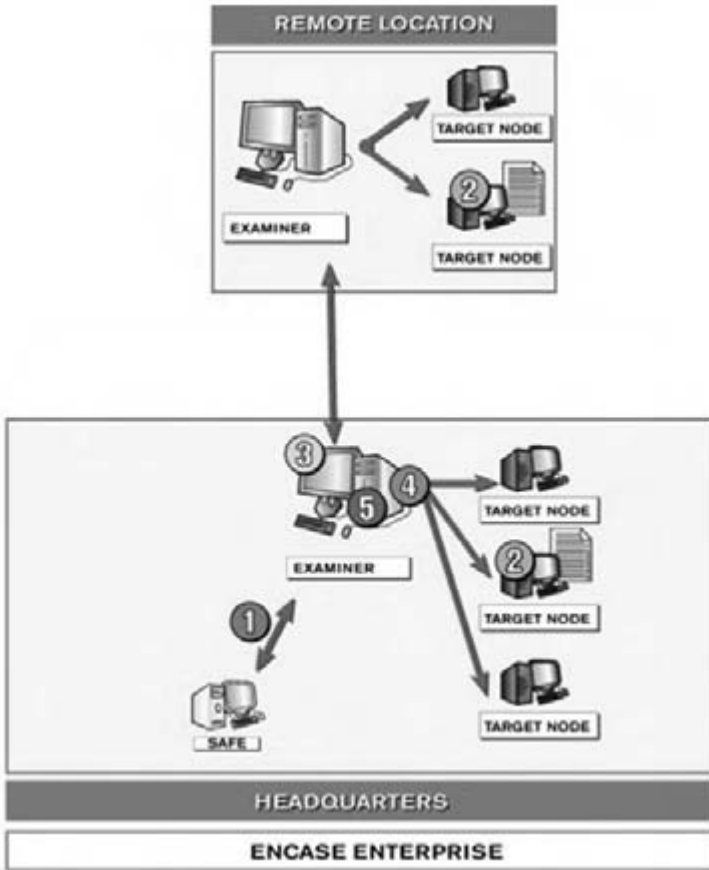 REMOTE LOCATION
TARGET NODE
2
EXAMINER
TARGET NODE
3
4
5
TARGET NODE
EXAMINER
2
TARGET NODE
1
TARGET NODE
SAFE
HEADQUARTERS
ENCASE ENTERPRISE